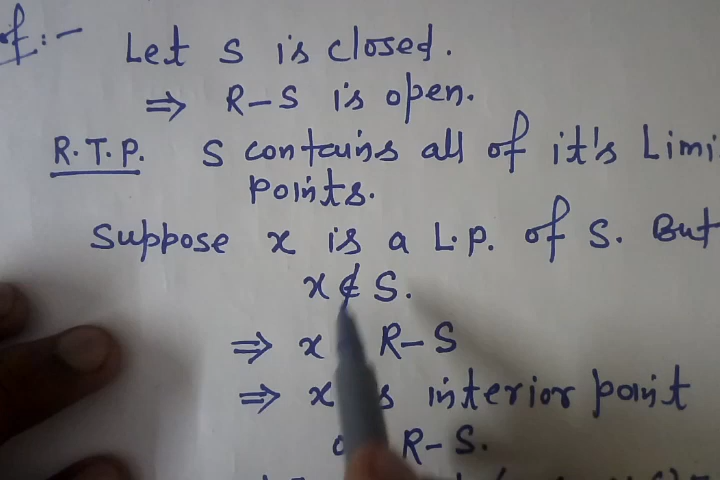 f:-
Let S is closed.
⇒ R-S is open.
R.T.P. S contains all of it's Limi
points.
Suppose x is a L.P. of S. But
x ∉ S.
⇒ x R-S
⇒ x s interior point
R-S.